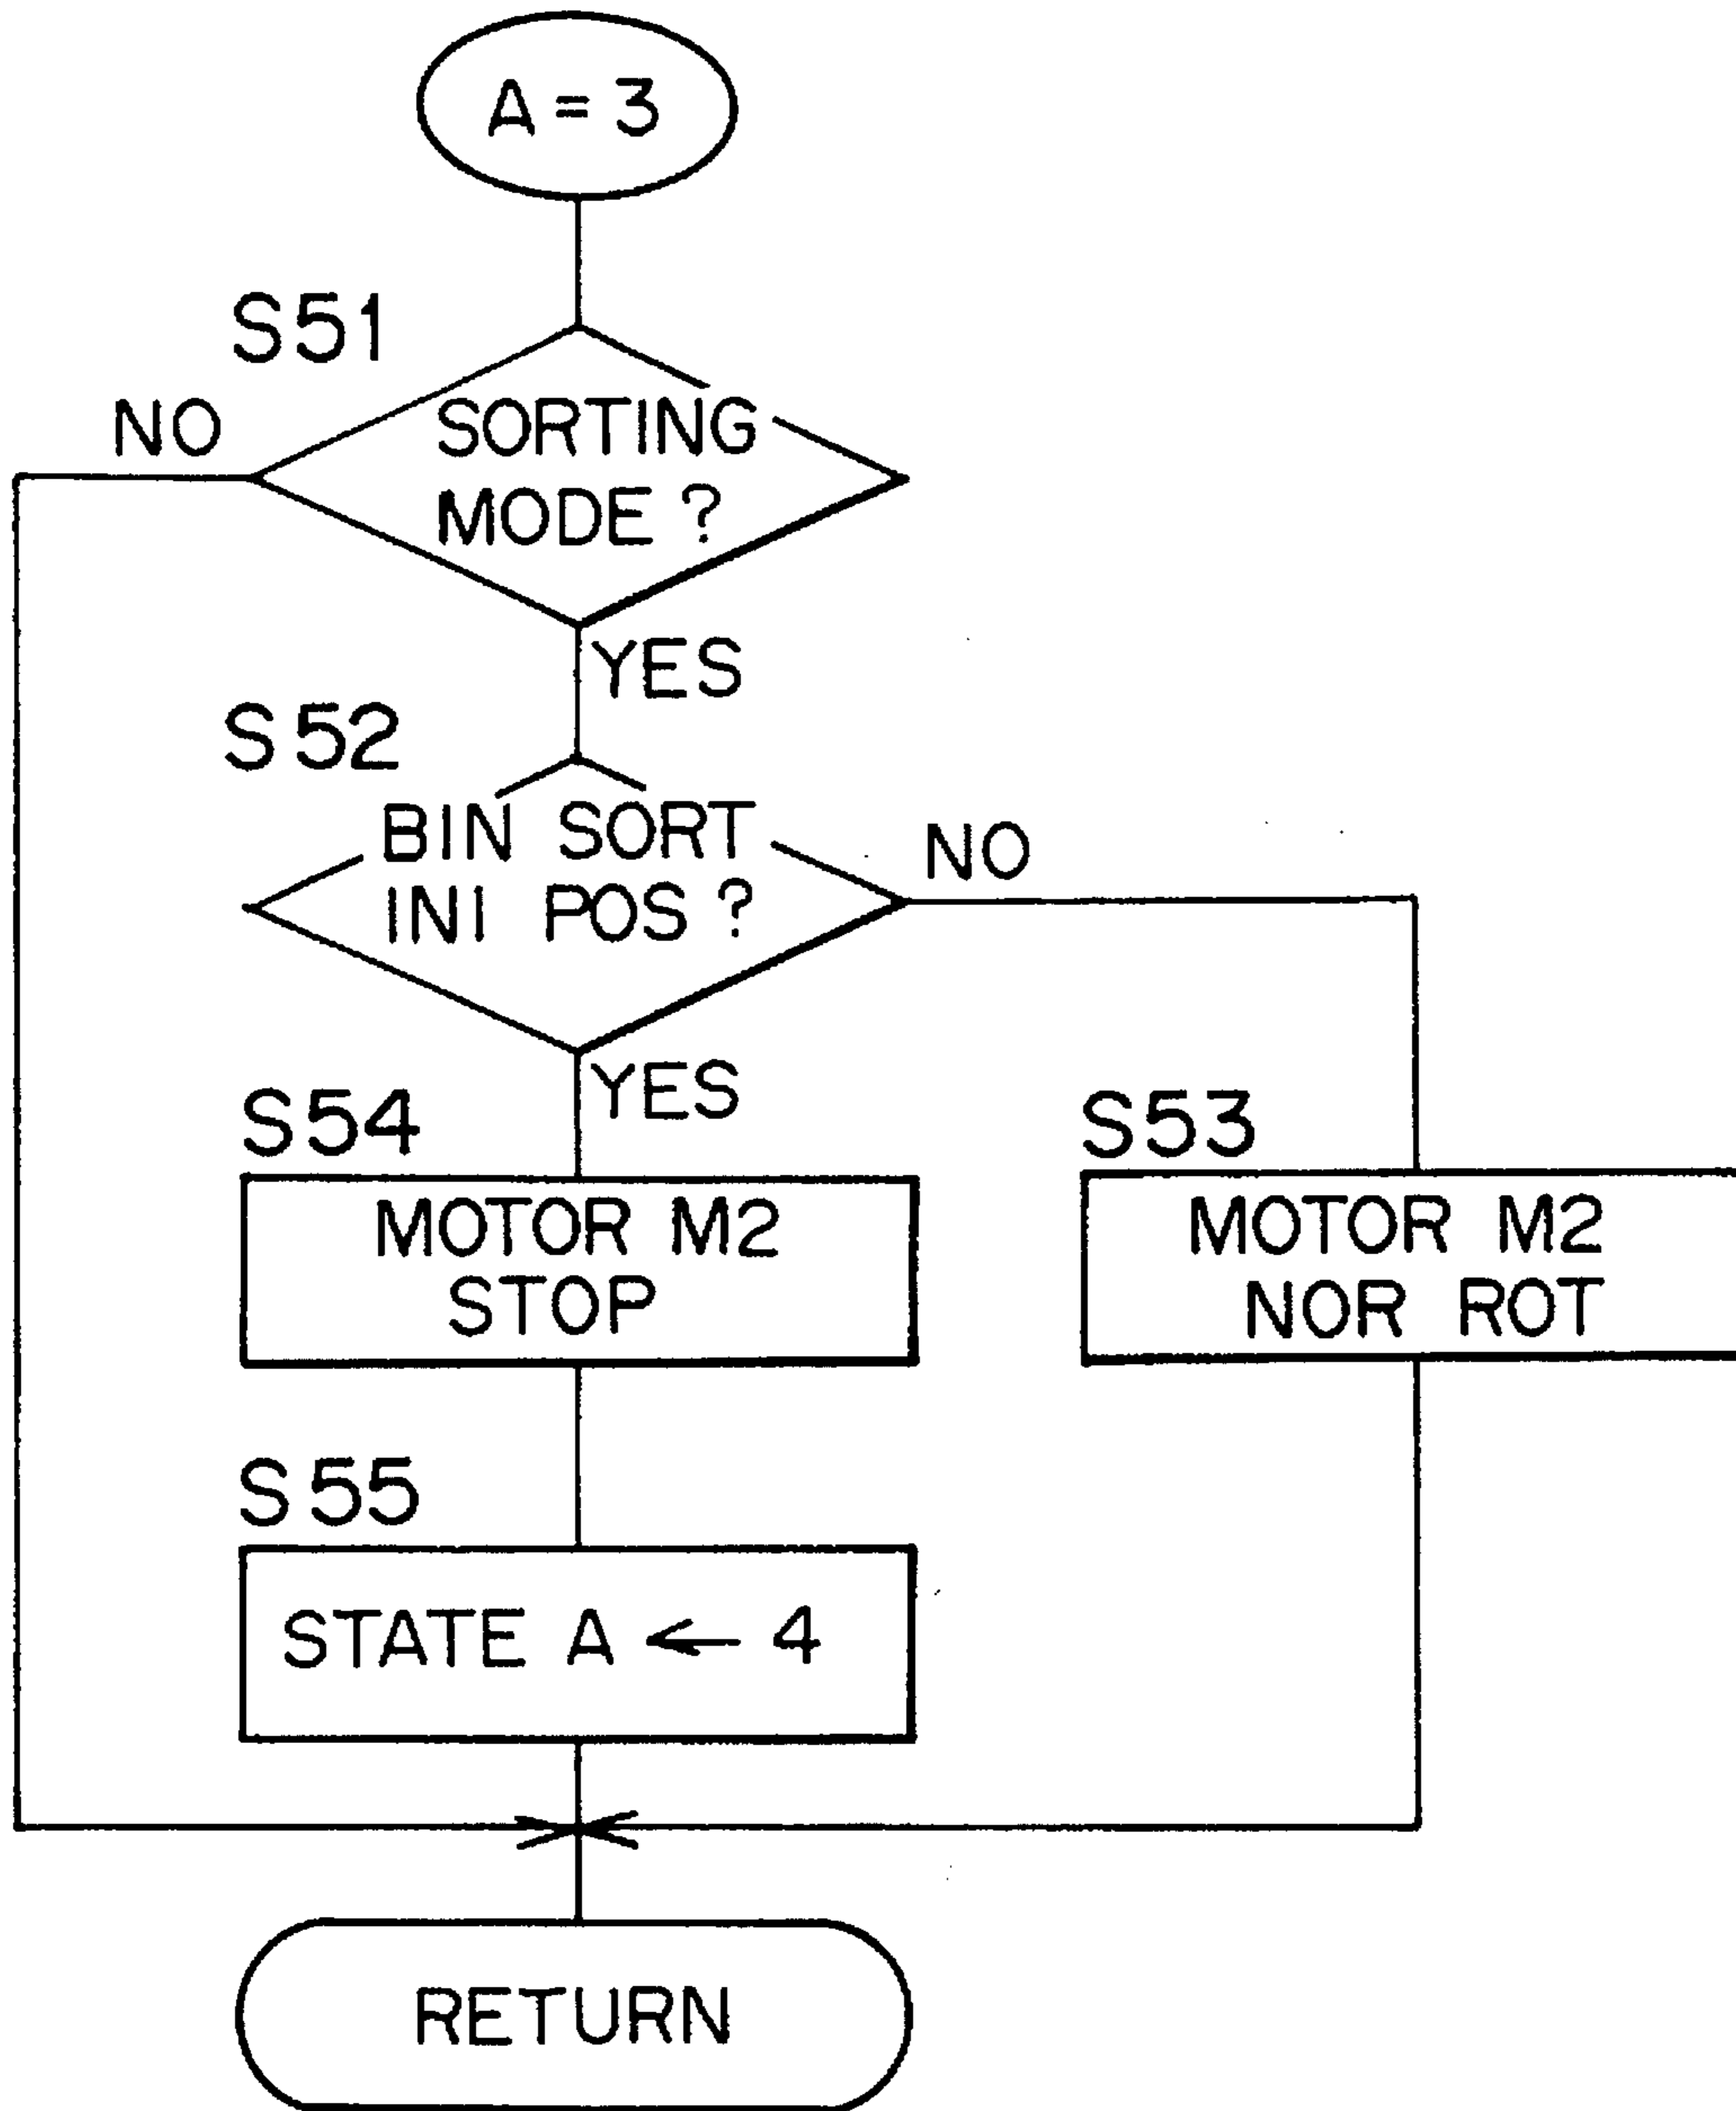 A = 3
S51
NO
SORTING
MODE ?
YES
S52
BIN SORT
INI POS ?
NO
YES
S54
S53
MOTOR M2
STOP
MOTOR M2
NOR ROT
S55
STATE A ← 4
RETURN